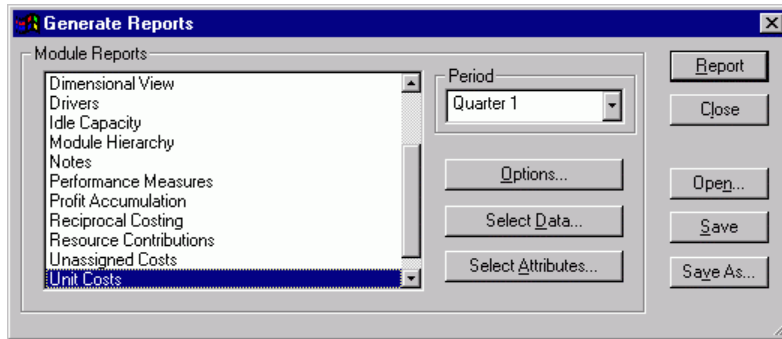 Generate Reports
Module Reports
Dimensional View
Drivers
Idle Capacity
Module Hierarchy
Notes
Performance Measures
Profit Accumulation
Reciprocal Costing
Resource Contributions
Unassigned Costs
Unit Costs
Period
Quarter 1
Options...
Select Data...
Select Attributes...
Report
Close
Open...
Save
Save As...